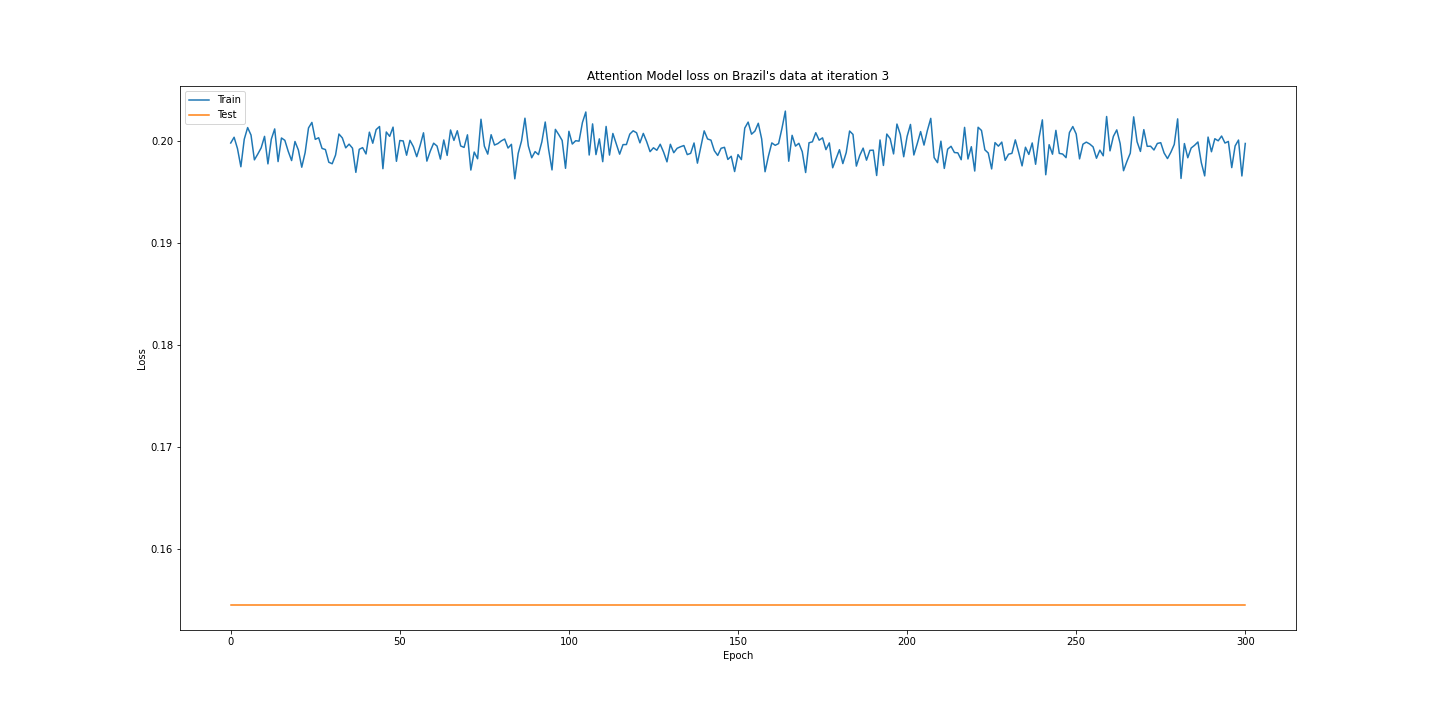 Attention Model loss on Brazil's data at iteration 3
Train
Test
0.20
0.19
0.18
0.17
0.16
Loss
0
50
100
150
200
250
300
Epoch